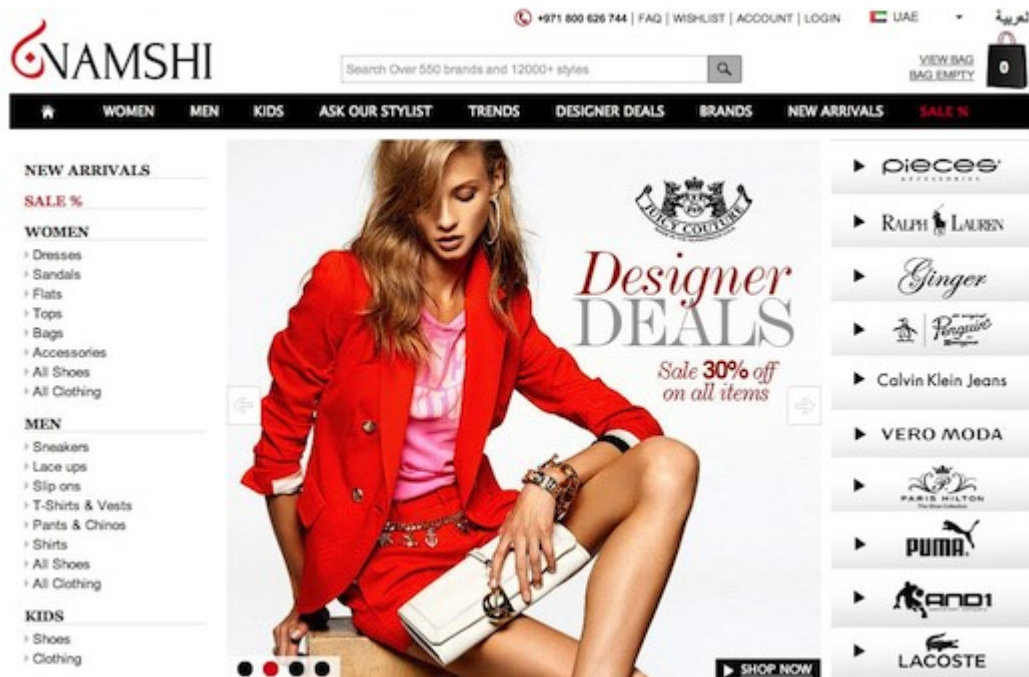 +971 800 626 744 | FAQ | WISHLIST | ACCOUNT | LOGIN UAE العربية
NAMSHI
Search Over 550 brands and 12000+ styles
VIEW BAG
BAG EMPTY
0
WOMEN MEN KIDS ASK OUR STYLIST TRENDS DESIGNER DEALS BRANDS NEW ARRIVALS SALE %
NEW ARRIVALS
SALE %
WOMEN
Dresses
Sandals
Flats
Tops
Bags
Accessories
All Shoes
All Clothing
MEN
Sneakers
Lace ups
Slip ons
T-Shirts & Vests
Pants & Chinos
Shirts
All Shoes
All Clothing
KIDS
Shoes
Clothing
JUICY COUTURE
Designer
DEALS
Sale 30% off
on all items
SHOP NOW
pieces
ACCESSORIES
RALPH LAUREN
Ginger
Penguin
Calvin Klein Jeans
VERO MODA
PARIS HILTON
PUMA
AND1
LACOSTE